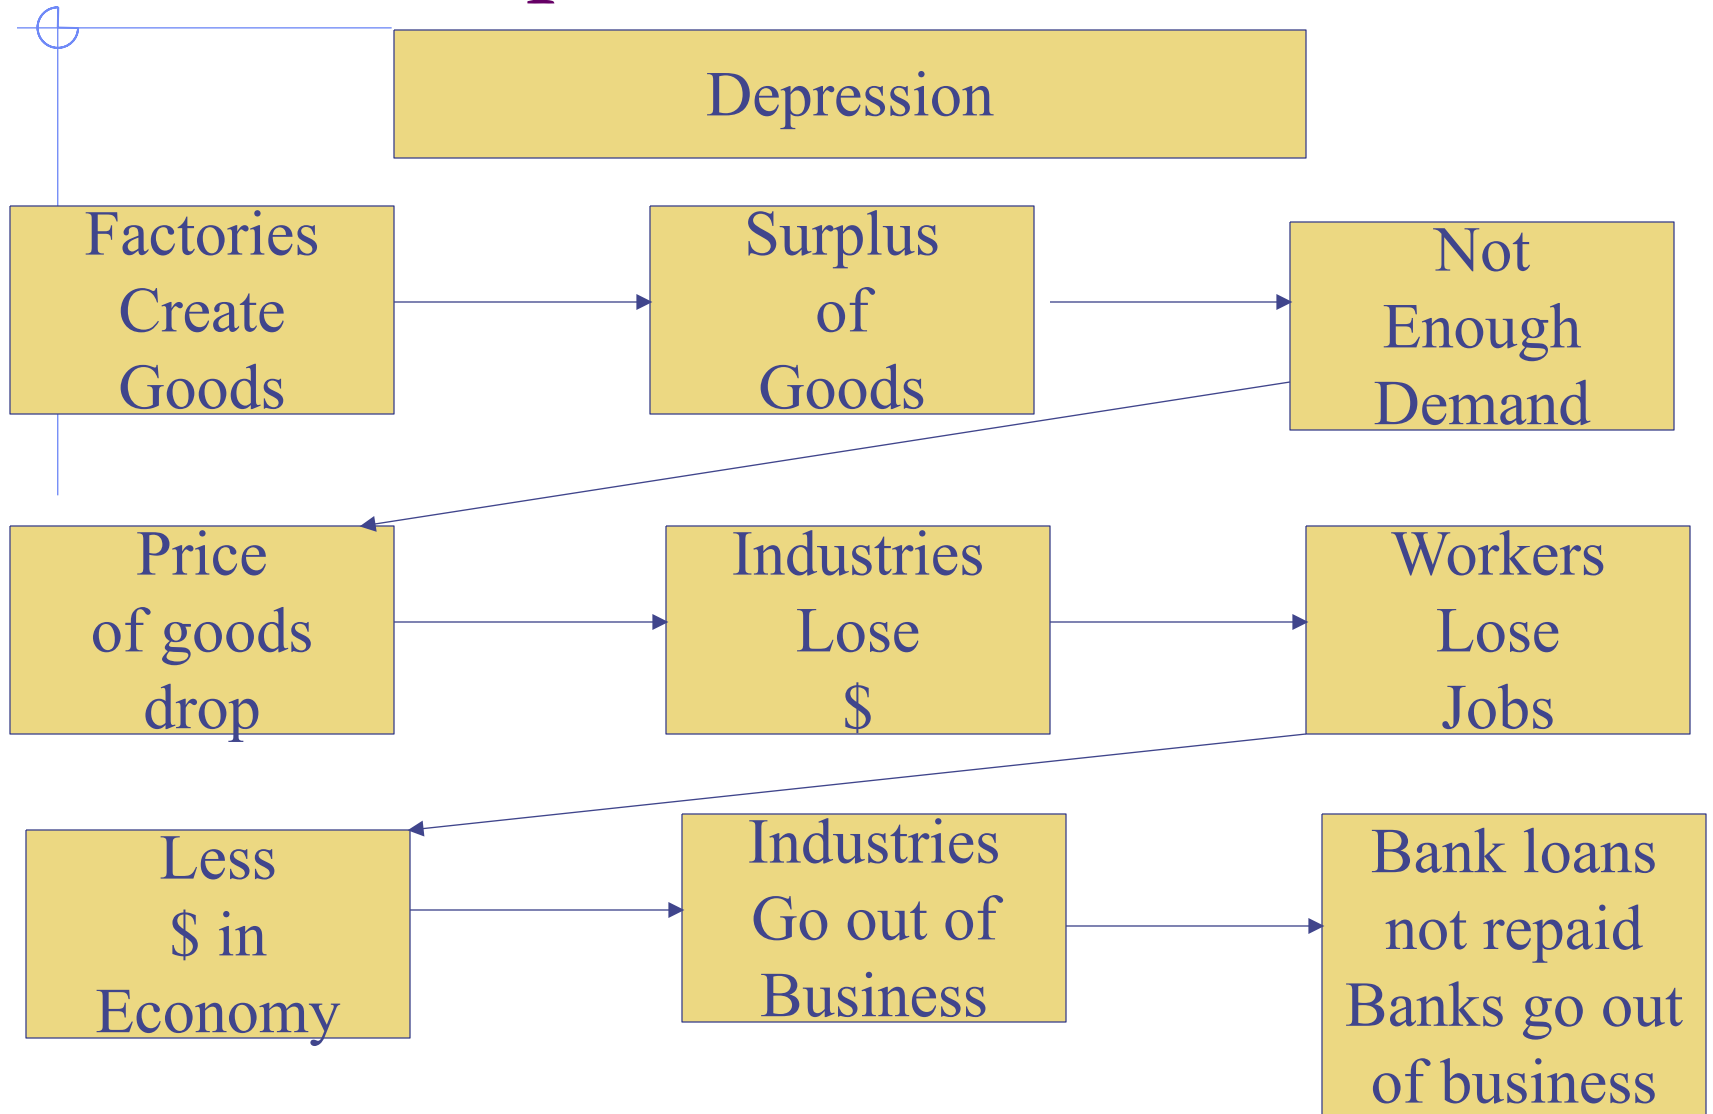 Depression
Factories
Create
Goods
Surplus
of
Goods
Not
Enough
Demand
Price
of goods
drop
Industries
Lose
$
Workers
Lose
Jobs
Less
$ in
Economy
Industries
Go out of
Business
Bank loans
not repaid
Banks go out
of business